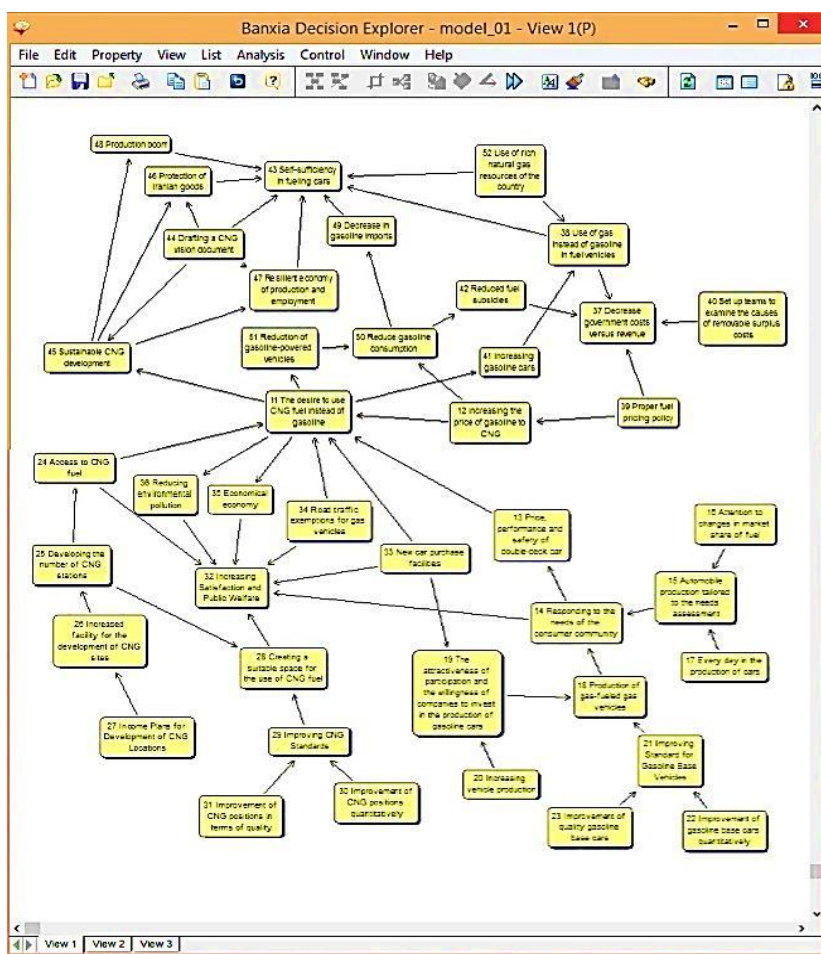 Banxia Decision Explorer - model_01 - View 1(P)
File Edit Property View List Analysis Control Window Help
48 Production boom
46 Protection of
Iranian goods
43 Self-sufficiency
in fueling cars
52 Use of rich
natural gas
resources of the
country
44 Drafting a CNG
vision document
49 Decrease in
gasoline imports
38 Use of gas
instead of gasoline
in fuel vehicles
47 Resilient economy
of production and
employment
42 Reduced fuel
subsidies
37 Decrease
government costs
versus revenue
40 Set up teams to
examine the causes
of removable surplus
costs
45 Sustainable CNG
development
51 Reduction of
gasoline-powered
vehicles
50 Reduce gasoline
consumption
41 Increasing
gasoline cars
11 The desire to use
CNG fuel instead of
gasoline
12 Increasing the
price of gasoline to
CNG
39 Proper fuel
pricing policy
24 Access to CNG
fuel
36 Reducing
environmental
pollution
35 Economical
economy
34 Road traffic
exemptions for gas
vehicles
13 Price,
performance and
safety of
double-deck car
16 Attention to
changes in market
share of fuel
25 Developing the
number of CNG
stations
32 Increasing
Satisfaction and
Public Welfare
33 New car purchase
facilities
15 Automobile
production tailored
to the needs
assessment
14 Responding to the
needs of the
consumer community
26 Increased
facility for the
development of CNG
sites
28 Creating a
suitable space for
the use of CNG fuel
19 The
attractiveness of
participation and
the willingness of
companies to invest
in the production of
gasoline cars
17 Every day in the
production of cars
18 Production of
gas-fueled gas
vehicles
27 Income Plans for
Development of CNG
Locations
29 Improving CNG
Standards
21 Improving
Standard for
Gasoline Base
Vehicles
20 Increasing
vehicle production
31 Improvement of
CNG positions in
terms of quality
30 Improvement of
CNG positions
quantitatively
23 Improvement of
quality gasoline
base cars
22 Improvement of
gasoline base cars
quantitatively
View 1 View 2 View 3